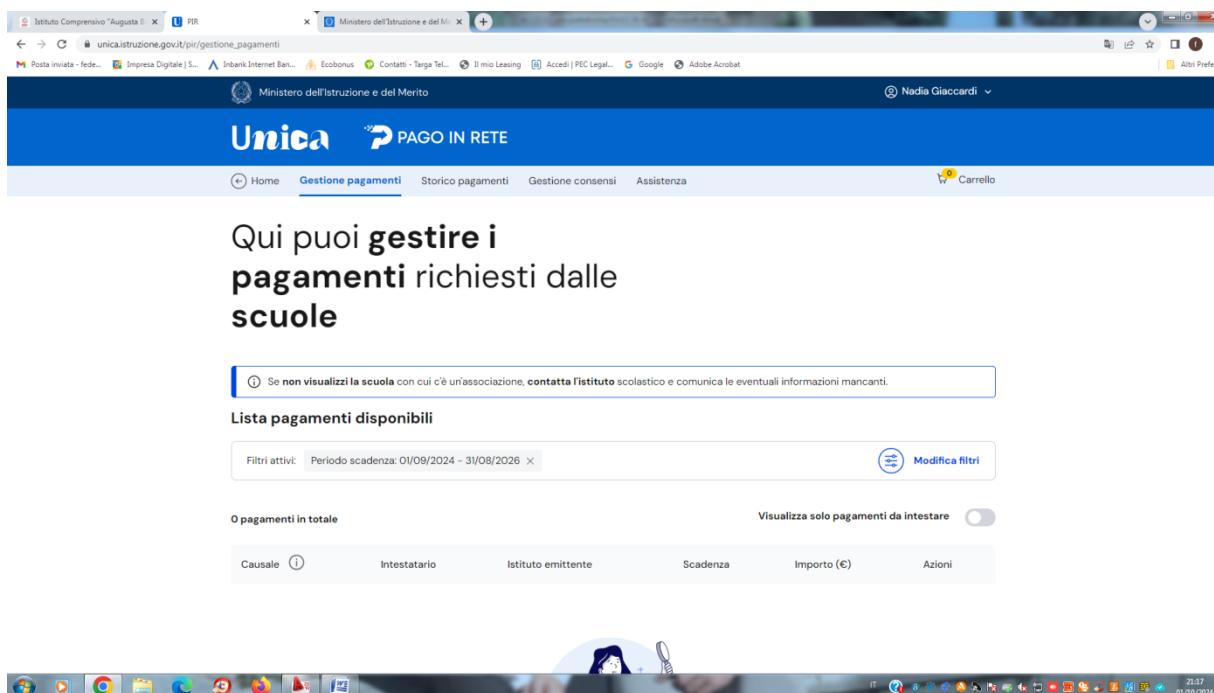 Istituto Comprensivo "Augusta B
PIR
Ministero dell'Istruzione e del Me
unica.istruzione.gov.it/pir/gestione_pagamenti
Posta inviata - fede...
Impresa Digitale | S...
Inbank Internet Ban...
Ecobonus
Contatti - Targa Tel...
Il mio Leasing
Accedi | PEC Legal...
Google
Adobe Acrobat
Altri Prefe
Ministero dell'Istruzione e del Merito
Nadia Giaccardi
Unica
PAGO IN RETE
Home
Gestione pagamenti
Storico pagamenti
Gestione consensi
Assistenza
0
Carrello
Qui puoi gestire i
pagamenti richiesti dalle
scuole
Se non visualizzi la scuola con cui c'è un'associazione, contatta l'istituto scolastico e comunica le eventuali informazioni mancanti.
Lista pagamenti disponibili
Filtri attivi: Periodo scadenza: 01/09/2024 - 31/08/2026
Modifica filtri
0 pagamenti in totale
Visualizza solo pagamenti da intestare
Causale
Intestatario
Istituto emittente
Scadenza
Importo (€)
Azioni
IT
21:17
01/10/2024